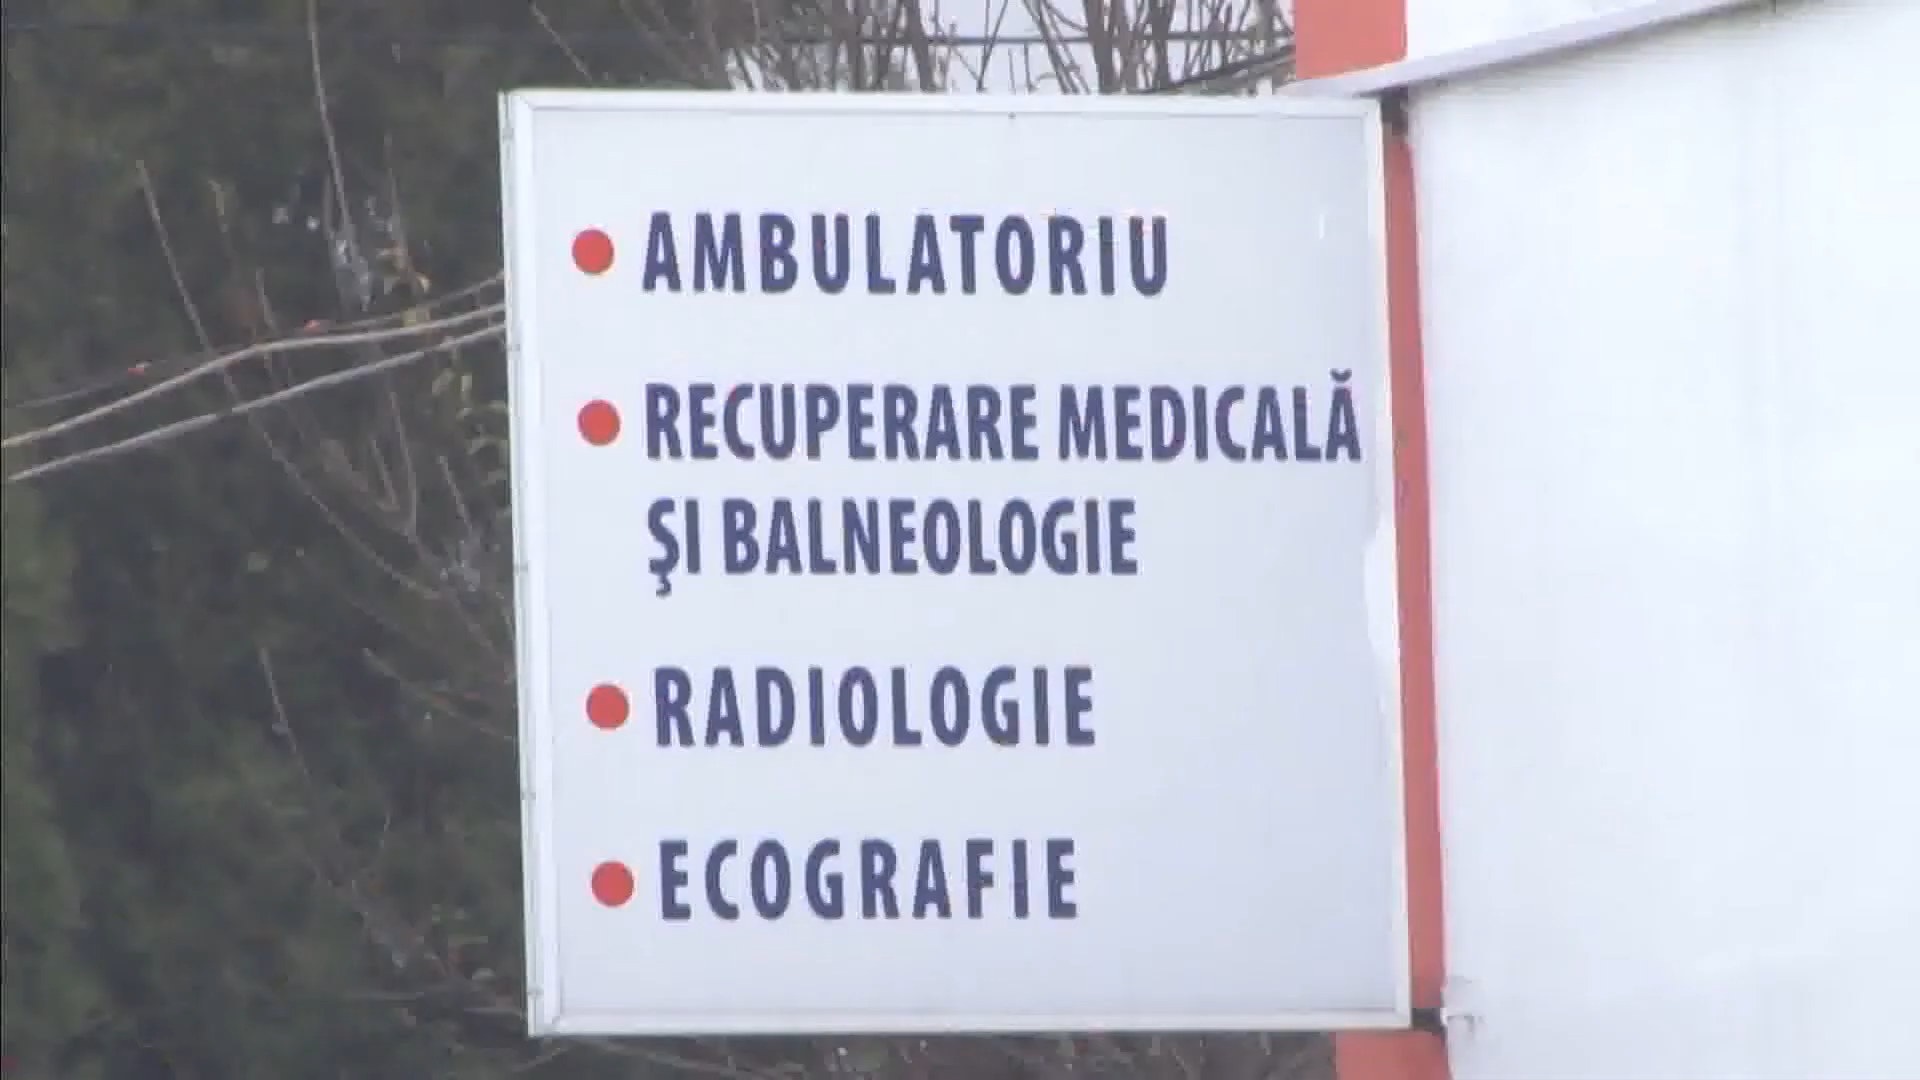 • AMBULATORIU
• RECUPERARE MEDICALĂ
ŞI BALNEOLOGIE
• RADIOLOGIE
• ECOGRAFIE